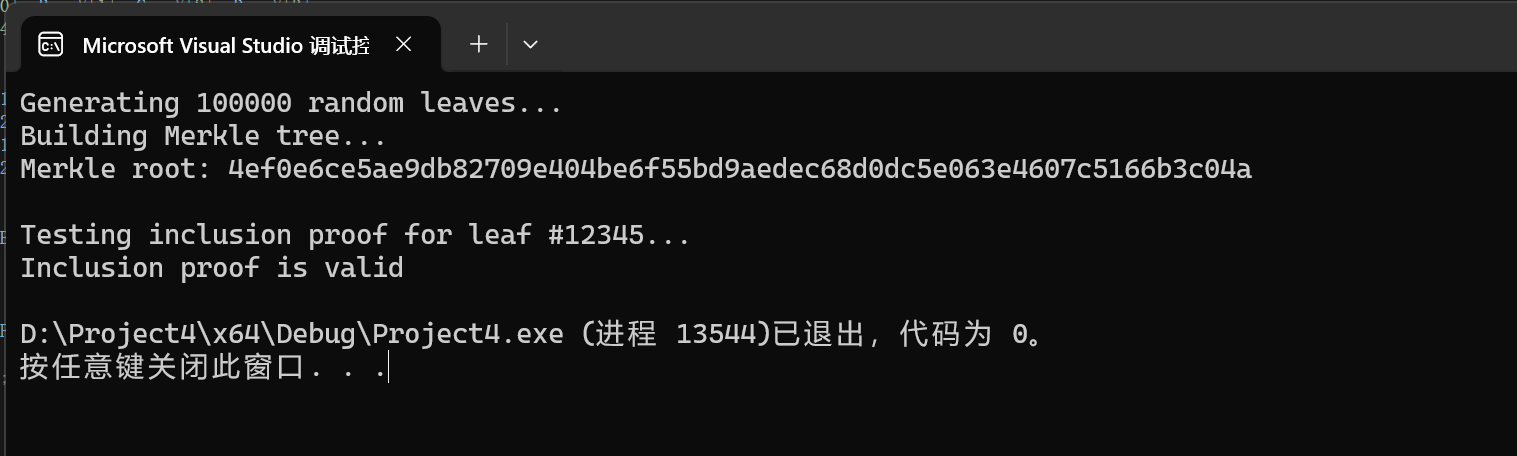 Microsoft Visual Studio 调试控
Generating 100000 random leaves...
Building Merkle tree...
Merkle root: 4ef0e6ce5ae9db82709e404be6f55bd9aedec68d0dc5e063e4607c5166b3c04a
Testing inclusion proof for leaf #12345...
Inclusion proof is valid
D:\Project4\x64\Debug\Project4.exe (进程 13544)已退出，代码为 0。
按任意键关闭此窗口. . .